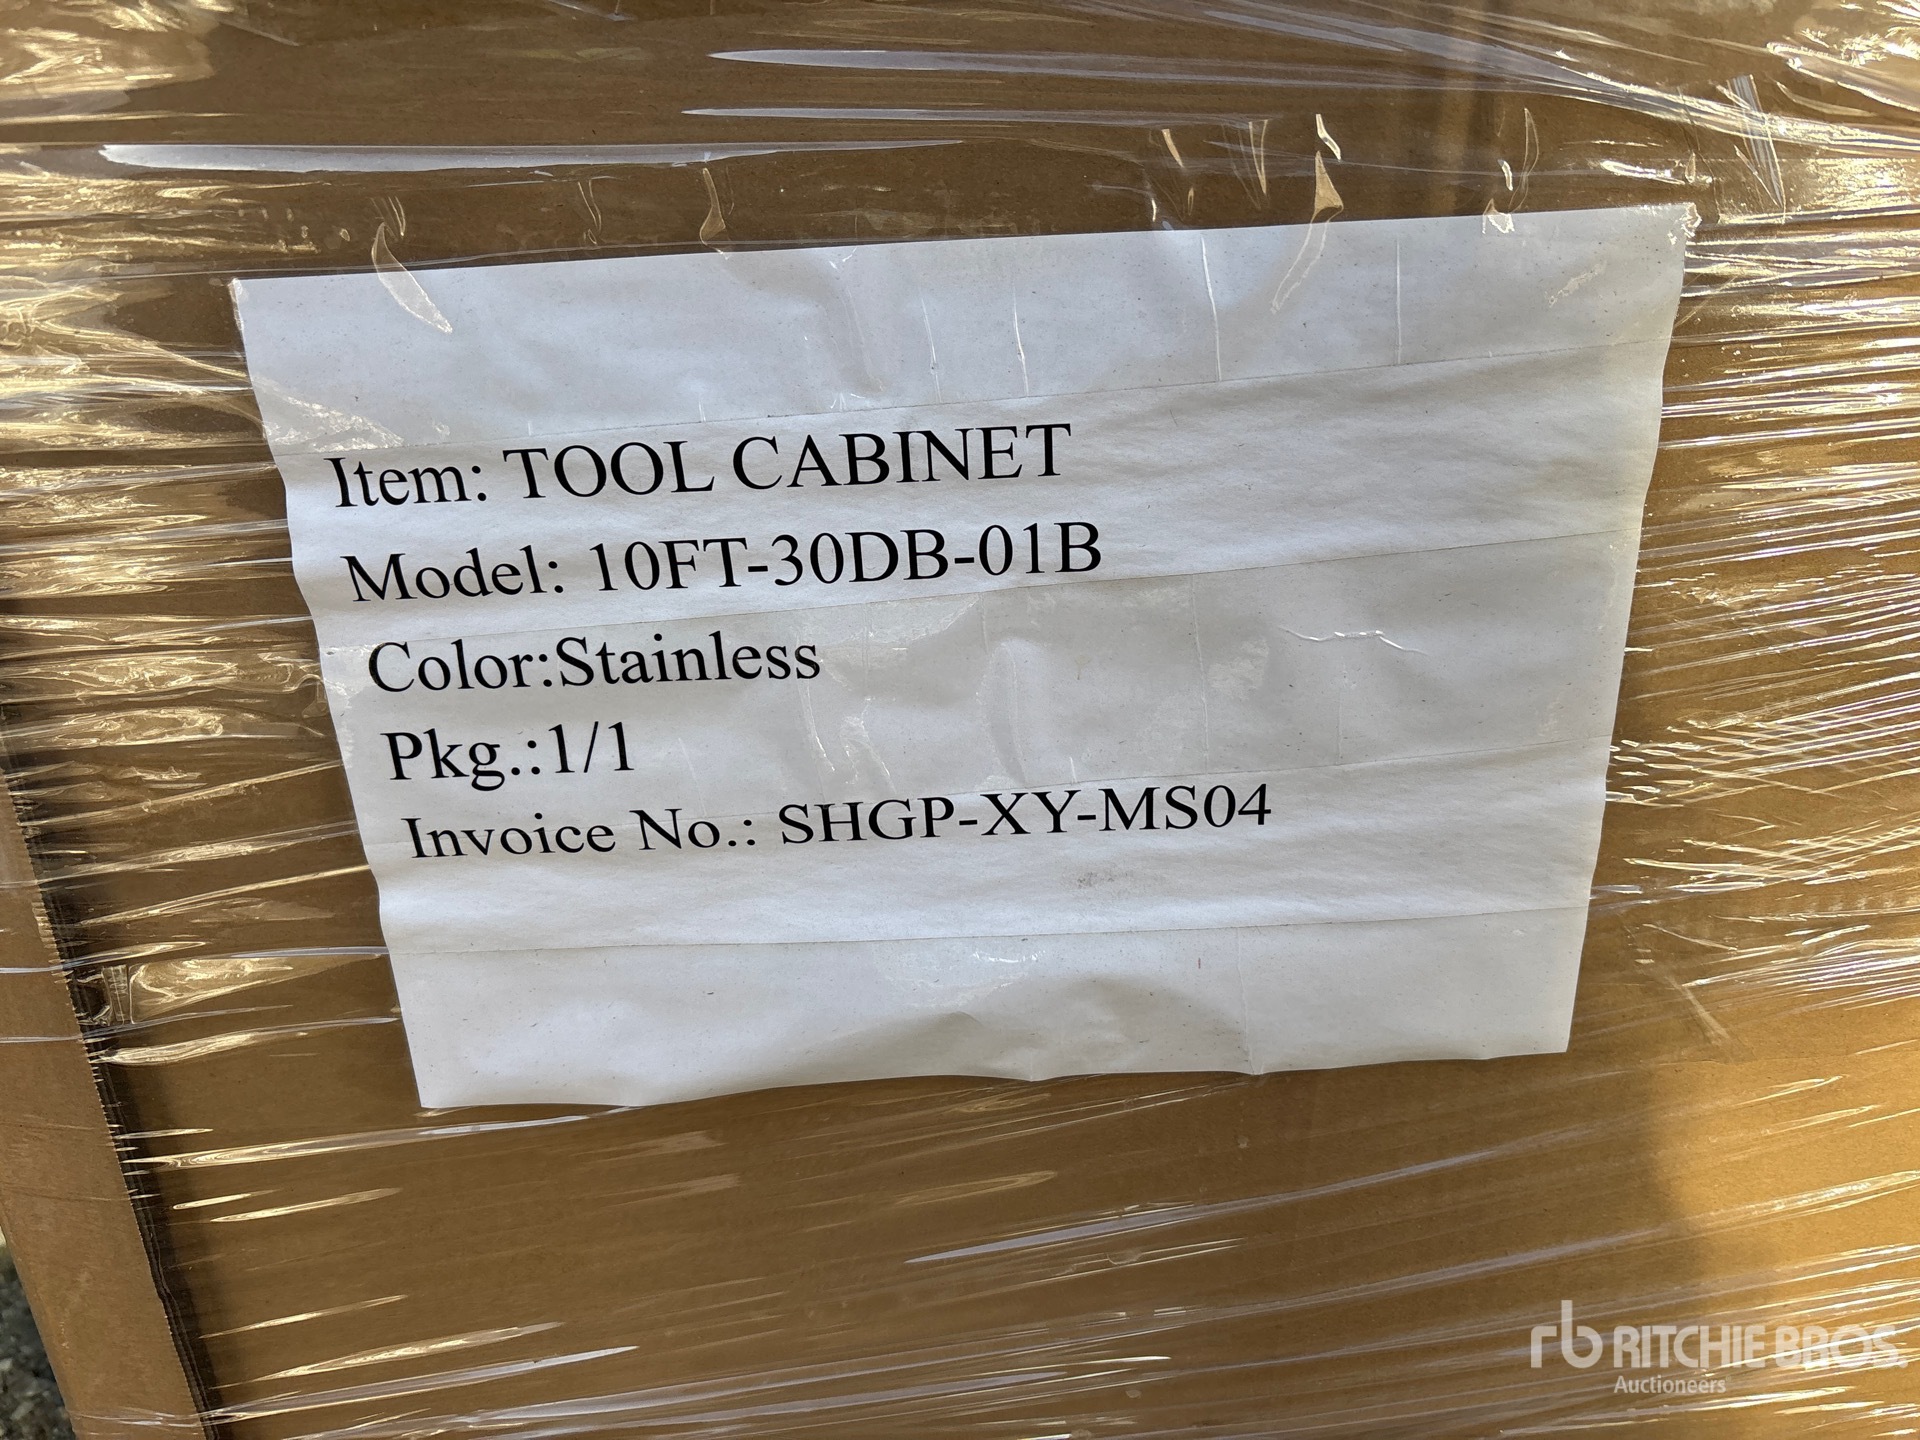 Item: TOOL CABINET
Model: 10FT-30DB-01B
Color:Stainless
Pkg.:1/1
Invoice No.: SHGP-XY-MS04
rb RITCHIE BROS.
Auctioneers